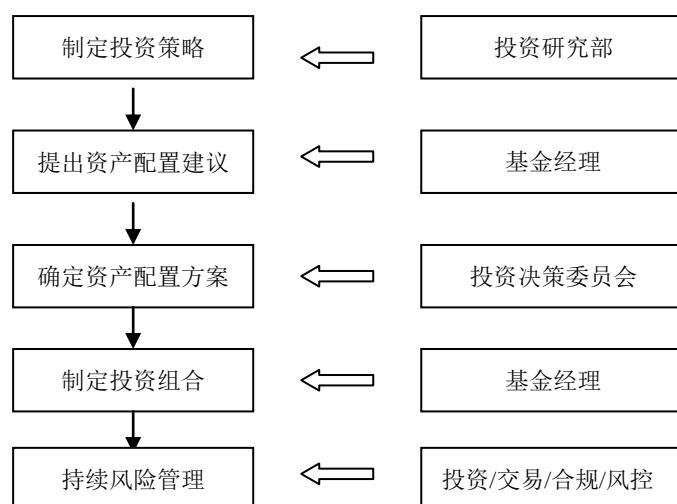 制定投资策略
投资研究部
提出资产配置建议
基金经理
确定资产配置方案
投资决策委员会
制定投资组合
基金经理
持续风险管理
投资/交易/合规/风控